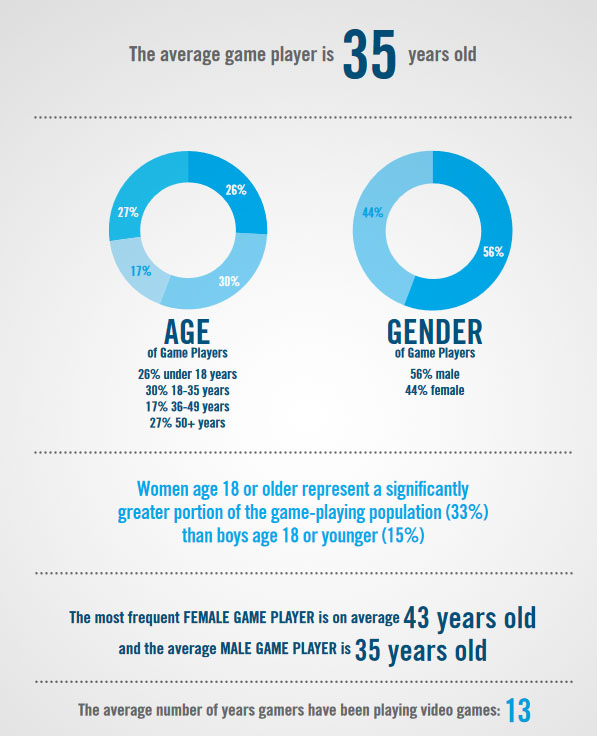 The average game player is 35 years old
26%
27%
17%
30%
44%
56%
AGE
of Game Players
26% under 18 years
30% 18-35 years
17% 36-49 years
27% 50+ years
GENDER
of Game Players
56% male
44% female
Women age 18 or older represent a significantly
greater portion of the game-playing population (33%)
than boys age 18 or younger (15%)
The most frequent FEMALE GAME PLAYER is on average 43 years old
and the average MALE GAME PLAYER is 35 years old
The average number of years gamers have been playing video games: 13